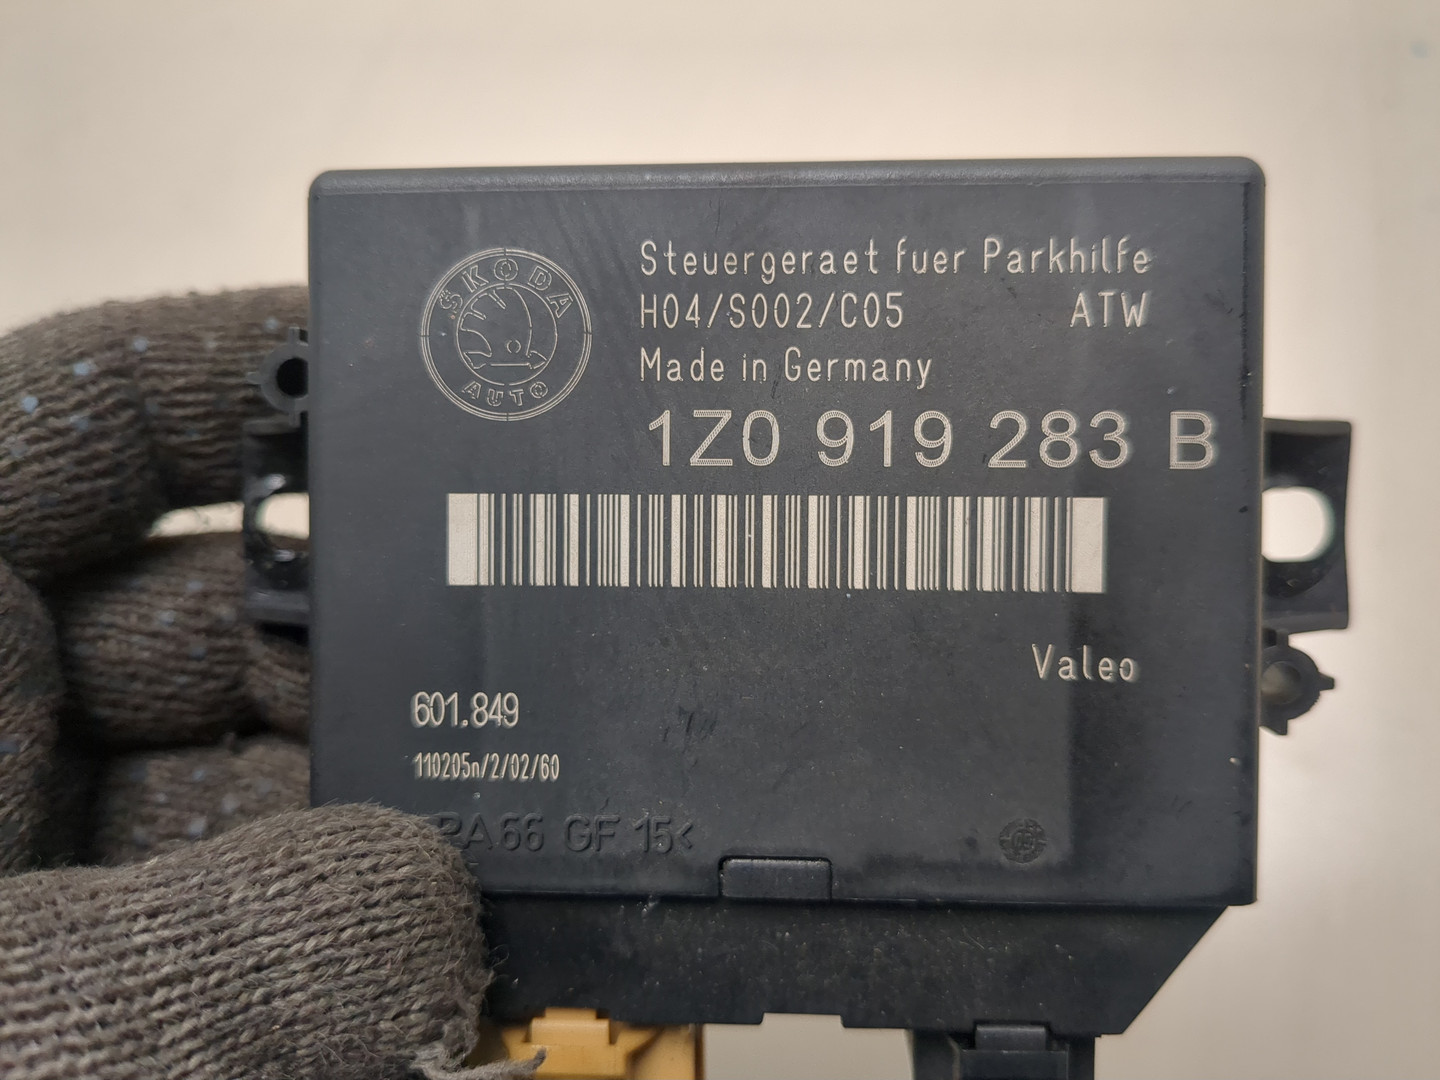 SKODA
AUTO
Steuergeraet fuer Parkhilfe
H04/S002/C05 ATW
Made in Germany
1Z0 919 283 B
Valeo
601.849
110205n/2/02/60
PA66 GF 15<